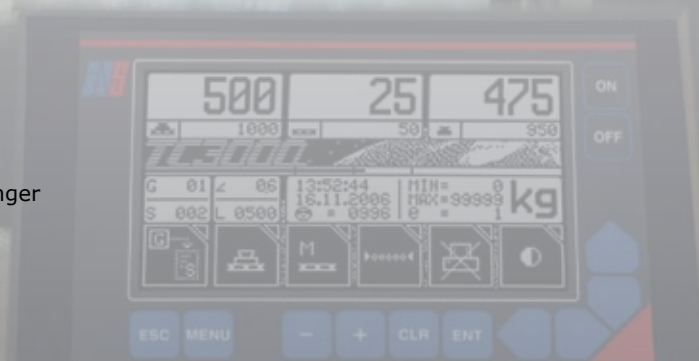 500 25 475
1000 50 950
TC3000
G 01 ∠ 06 13:52:44 MIN= 0
16.11.2006 MAX=99999 kg
S 002 L 0500 = 0996 e = 1
G S M
ON
OFF
nger
ESC MENU - + CLR ENT